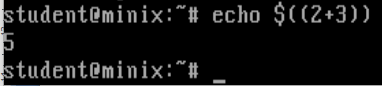 student@minix:~# echo $((2+3))
5
student@minix:~# _